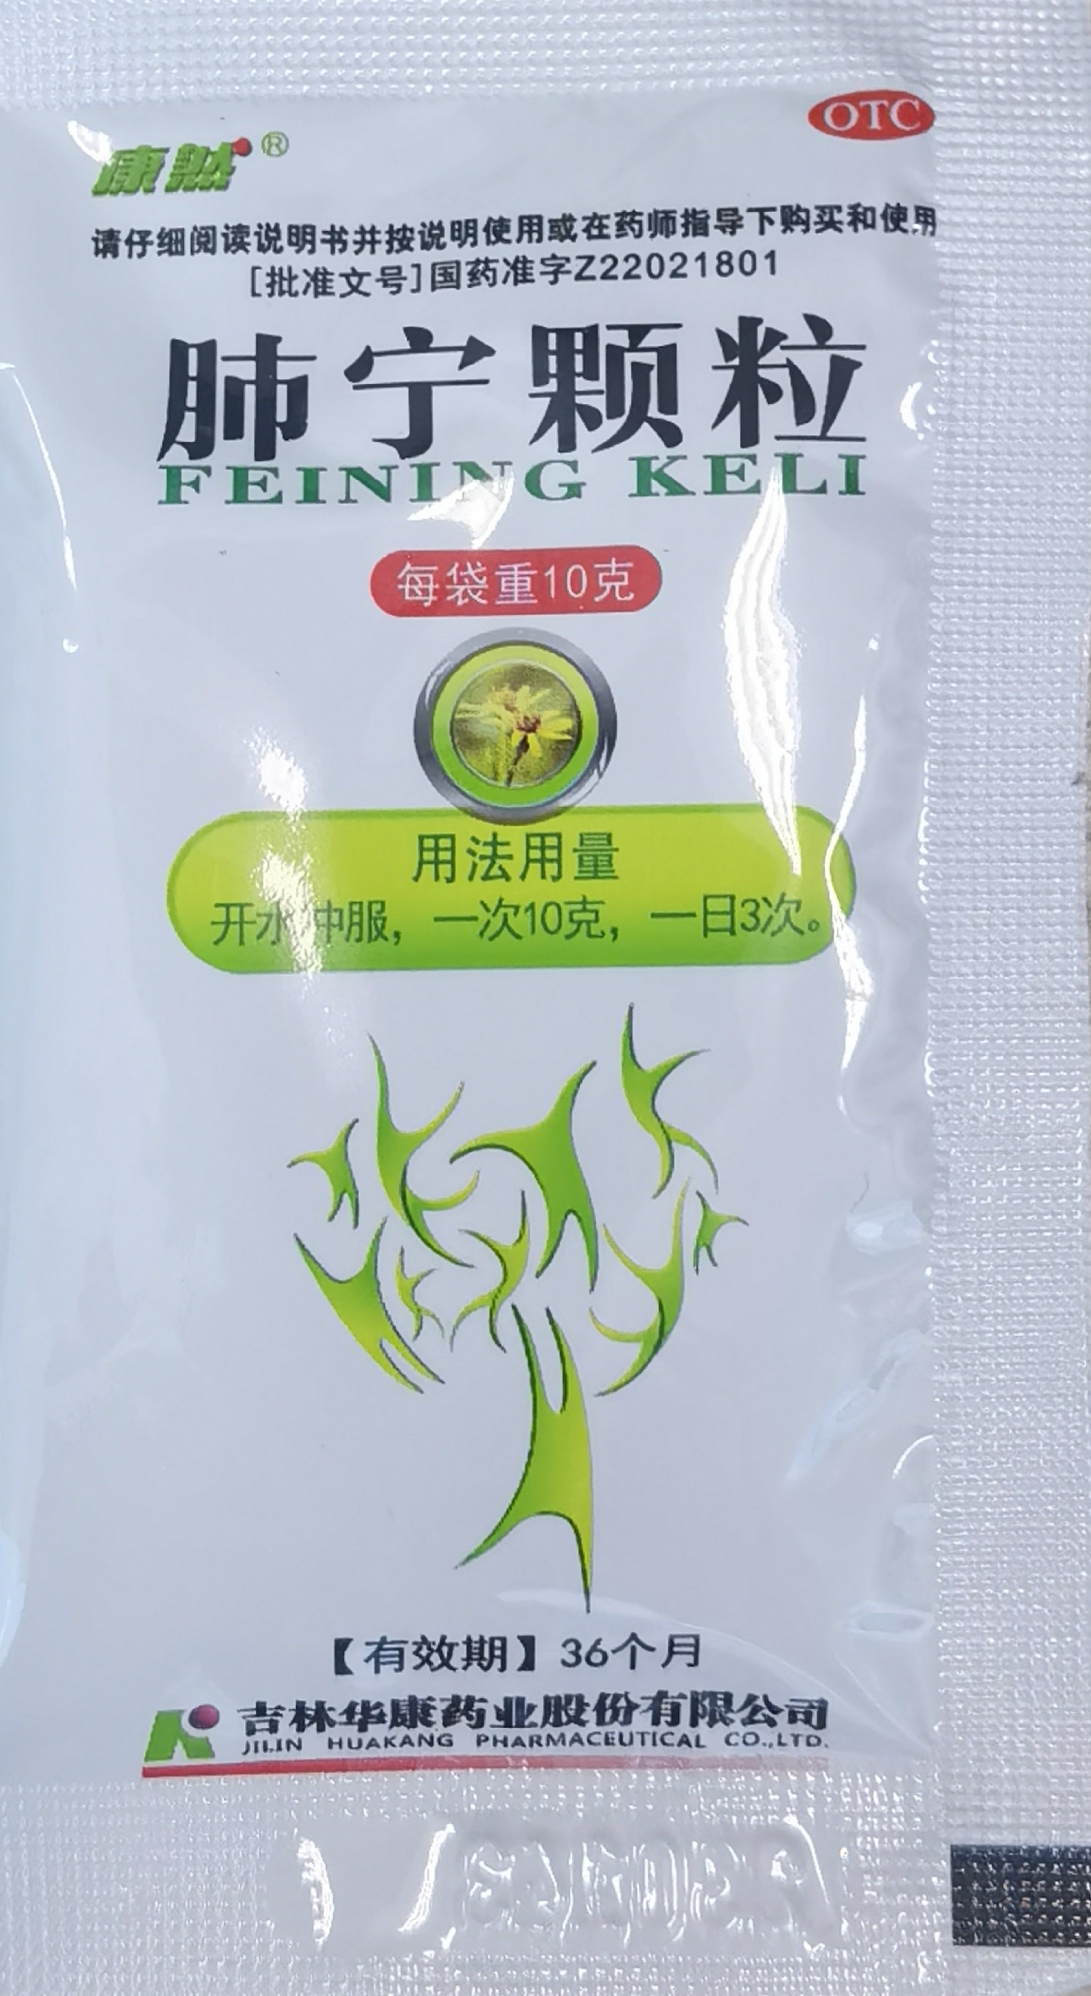 康然®
OTC
请仔细阅读说明书并按说明使用或在药师指导下购买和使用
[批准文号]国药准字Z22021801
肺宁颗粒
FEINING KELI
每袋重10克
用法用量
开水冲服，一次10克，一日3次。
【有效期】36个月
吉林华康药业股份有限公司
JILIN HUAKANG PHARMACEUTICAL CO.,LTD.